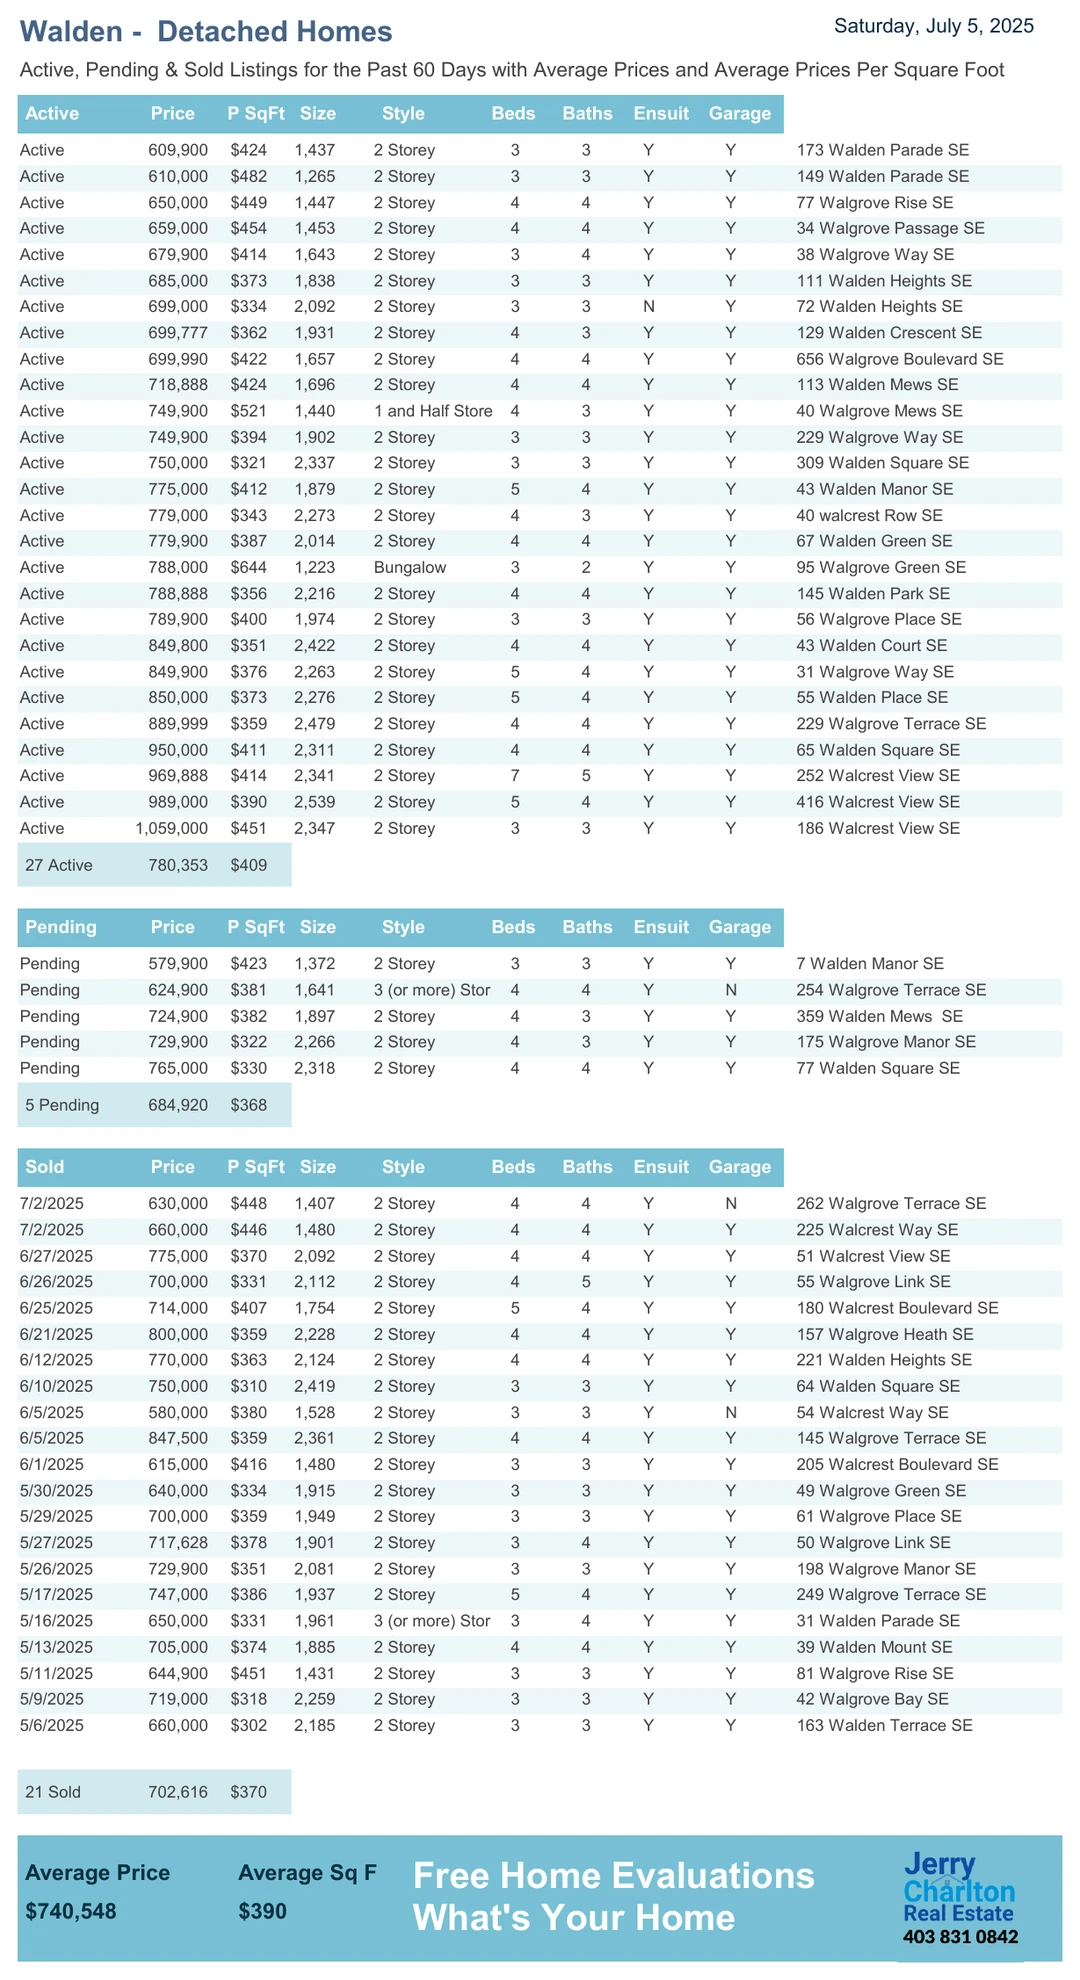 Walden -  Detached Homes
Saturday, July 5, 2025
Active, Pending & Sold Listings for the Past 60 Days with Average Prices and Average Prices Per Square Foot
Active Price P SqFt Size Style Beds Baths Ensuit Garage
Active 609,900 $424 1,437 2 Storey 3 3 Y Y 173 Walden Parade SE
Active 610,000 $482 1,265 2 Storey 3 3 Y Y 149 Walden Parade SE
Active 650,000 $449 1,447 2 Storey 4 4 Y Y 77 Walgrove Rise SE
Active 659,000 $454 1,453 2 Storey 4 4 Y Y 34 Walgrove Passage SE
Active 679,900 $414 1,643 2 Storey 3 4 Y Y 38 Walgrove Way SE
Active 685,000 $373 1,838 2 Storey 3 3 Y Y 111 Walden Heights SE
Active 699,000 $334 2,092 2 Storey 3 3 N Y 72 Walden Heights SE
Active 699,777 $362 1,931 2 Storey 4 3 Y Y 129 Walden Crescent SE
Active 699,990 $422 1,657 2 Storey 4 4 Y Y 656 Walgrove Boulevard SE
Active 718,888 $424 1,696 2 Storey 4 4 Y Y 113 Walden Mews SE
Active 749,900 $521 1,440 1 and Half Store 4 3 Y Y 40 Walgrove Mews SE
Active 749,900 $394 1,902 2 Storey 3 3 Y Y 229 Walgrove Way SE
Active 750,000 $321 2,337 2 Storey 3 3 Y Y 309 Walden Square SE
Active 775,000 $412 1,879 2 Storey 5 4 Y Y 43 Walden Manor SE
Active 779,000 $343 2,273 2 Storey 4 3 Y Y 40 walcrest Row SE
Active 779,900 $387 2,014 2 Storey 4 4 Y Y 67 Walden Green SE
Active 788,000 $644 1,223 Bungalow 3 2 Y Y 95 Walgrove Green SE
Active 788,888 $356 2,216 2 Storey 4 4 Y Y 145 Walden Park SE
Active 789,900 $400 1,974 2 Storey 3 3 Y Y 56 Walgrove Place SE
Active 849,800 $351 2,422 2 Storey 4 4 Y Y 43 Walden Court SE
Active 849,900 $376 2,263 2 Storey 5 4 Y Y 31 Walgrove Way SE
Active 850,000 $373 2,276 2 Storey 5 4 Y Y 55 Walden Place SE
Active 889,999 $359 2,479 2 Storey 4 4 Y Y 229 Walgrove Terrace SE
Active 950,000 $411 2,311 2 Storey 4 4 Y Y 65 Walden Square SE
Active 969,888 $414 2,341 2 Storey 7 5 Y Y 252 Walcrest View SE
Active 989,000 $390 2,539 2 Storey 5 4 Y Y 416 Walcrest View SE
Active 1,059,000 $451 2,347 2 Storey 3 3 Y Y 186 Walcrest View SE
27 Active 780,353 $409
Pending Price P SqFt Size Style Beds Baths Ensuit Garage
Pending 579,900 $423 1,372 2 Storey 3 3 Y Y 7 Walden Manor SE
Pending 624,900 $381 1,641 3 (or more) Stor 4 4 Y N 254 Walgrove Terrace SE
Pending 724,900 $382 1,897 2 Storey 4 3 Y Y 359 Walden Mews  SE
Pending 729,900 $322 2,266 2 Storey 4 3 Y Y 175 Walgrove Manor SE
Pending 765,000 $330 2,318 2 Storey 4 4 Y Y 77 Walden Square SE
5 Pending 684,920 $368
Sold Price P SqFt Size Style Beds Baths Ensuit Garage
7/2/2025 630,000 $448 1,407 2 Storey 4 4 Y N 262 Walgrove Terrace SE
7/2/2025 660,000 $446 1,480 2 Storey 4 4 Y Y 225 Walcrest Way SE
6/27/2025 775,000 $370 2,092 2 Storey 4 4 Y Y 51 Walcrest View SE
6/26/2025 700,000 $331 2,112 2 Storey 4 5 Y Y 55 Walgrove Link SE
6/25/2025 714,000 $407 1,754 2 Storey 5 4 Y Y 180 Walcrest Boulevard SE
6/21/2025 800,000 $359 2,228 2 Storey 4 4 Y Y 157 Walgrove Heath SE
6/12/2025 770,000 $363 2,124 2 Storey 4 4 Y Y 221 Walden Heights SE
6/10/2025 750,000 $310 2,419 2 Storey 3 3 Y Y 64 Walden Square SE
6/5/2025 580,000 $380 1,528 2 Storey 3 3 Y N 54 Walcrest Way SE
6/5/2025 847,500 $359 2,361 2 Storey 4 4 Y Y 145 Walgrove Terrace SE
6/1/2025 615,000 $416 1,480 2 Storey 3 3 Y Y 205 Walcrest Boulevard SE
5/30/2025 640,000 $334 1,915 2 Storey 3 3 Y Y 49 Walgrove Green SE
5/29/2025 700,000 $359 1,949 2 Storey 3 3 Y Y 61 Walgrove Place SE
5/27/2025 717,628 $378 1,901 2 Storey 3 4 Y Y 50 Walgrove Link SE
5/26/2025 729,900 $351 2,081 2 Storey 3 3 Y Y 198 Walgrove Manor SE
5/17/2025 747,000 $386 1,937 2 Storey 5 4 Y Y 249 Walgrove Terrace SE
5/16/2025 650,000 $331 1,961 3 (or more) Stor 3 4 Y Y 31 Walden Parade SE
5/13/2025 705,000 $374 1,885 2 Storey 4 4 Y Y 39 Walden Mount SE
5/11/2025 644,900 $451 1,431 2 Storey 3 3 Y Y 81 Walgrove Rise SE
5/9/2025 719,000 $318 2,259 2 Storey 3 3 Y Y 42 Walgrove Bay SE
5/6/2025 660,000 $302 2,185 2 Storey 3 3 Y Y 163 Walden Terrace SE
21 Sold 702,616 $370
Average Price Average Sq F
$740,548 $390
Free Home Evaluations
What's Your Home
Jerry
Charlton
Real Estate
403 831 0842